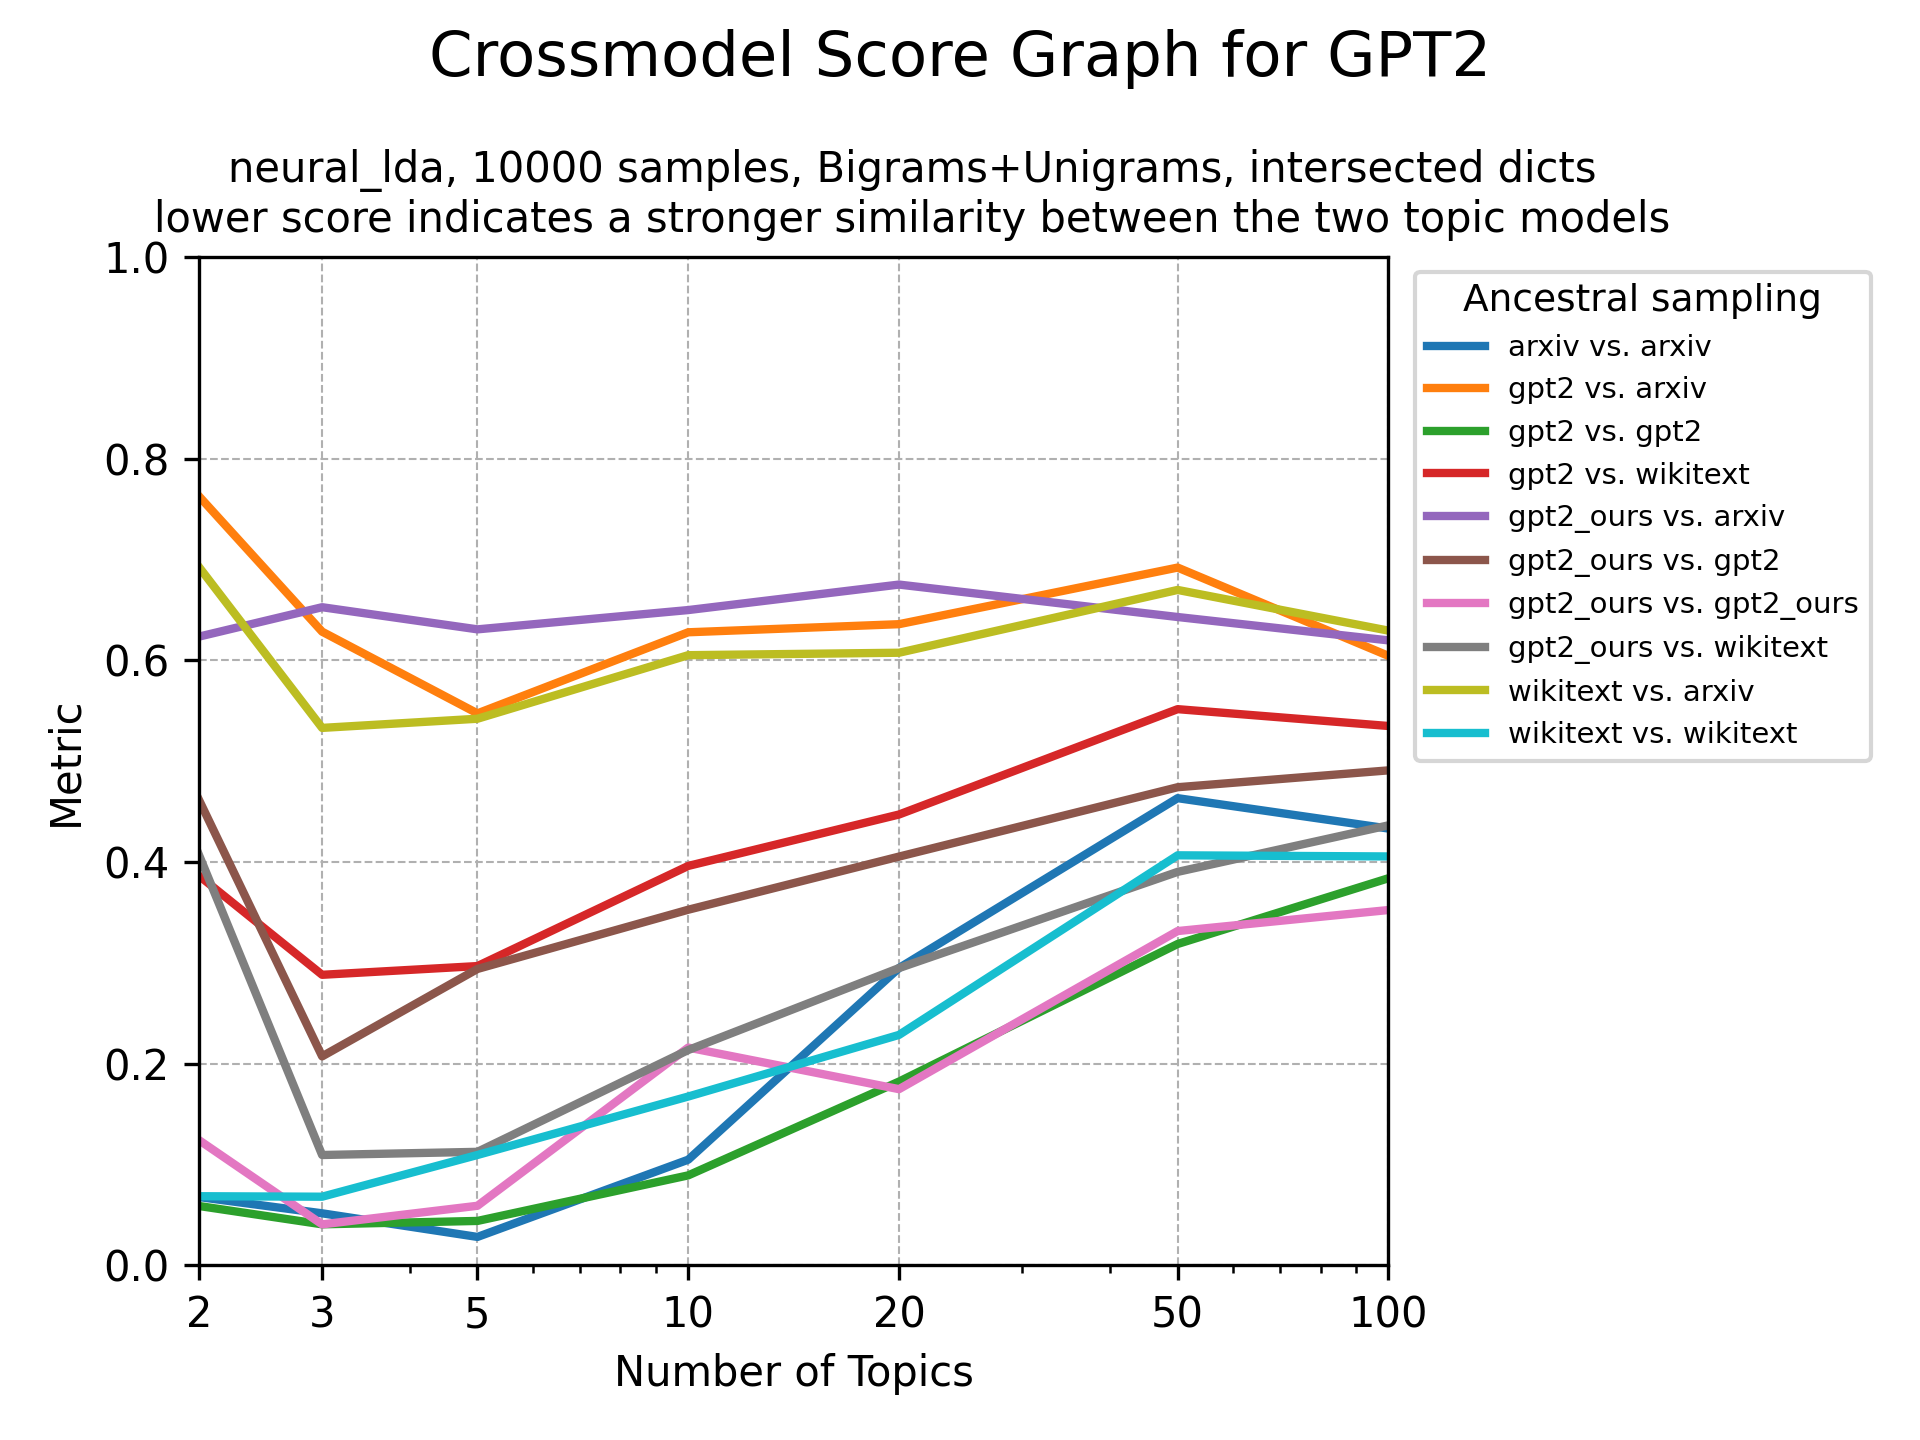 Crossmodel Score Graph for GPT2
neural_lda, 10000 samples, Bigrams+Unigrams, intersected dicts
lower score indicates a stronger similarity between the two topic models
1.0
0.8
0.6
0.4
0.2
0.0
Metric
2 3 5 10 20 50 100
Number of Topics
Ancestral sampling
arxiv vs. arxiv
gpt2 vs. arxiv
gpt2 vs. gpt2
gpt2 vs. wikitext
gpt2_ours vs. arxiv
gpt2_ours vs. gpt2
gpt2_ours vs. gpt2_ours
gpt2_ours vs. wikitext
wikitext vs. arxiv
wikitext vs. wikitext